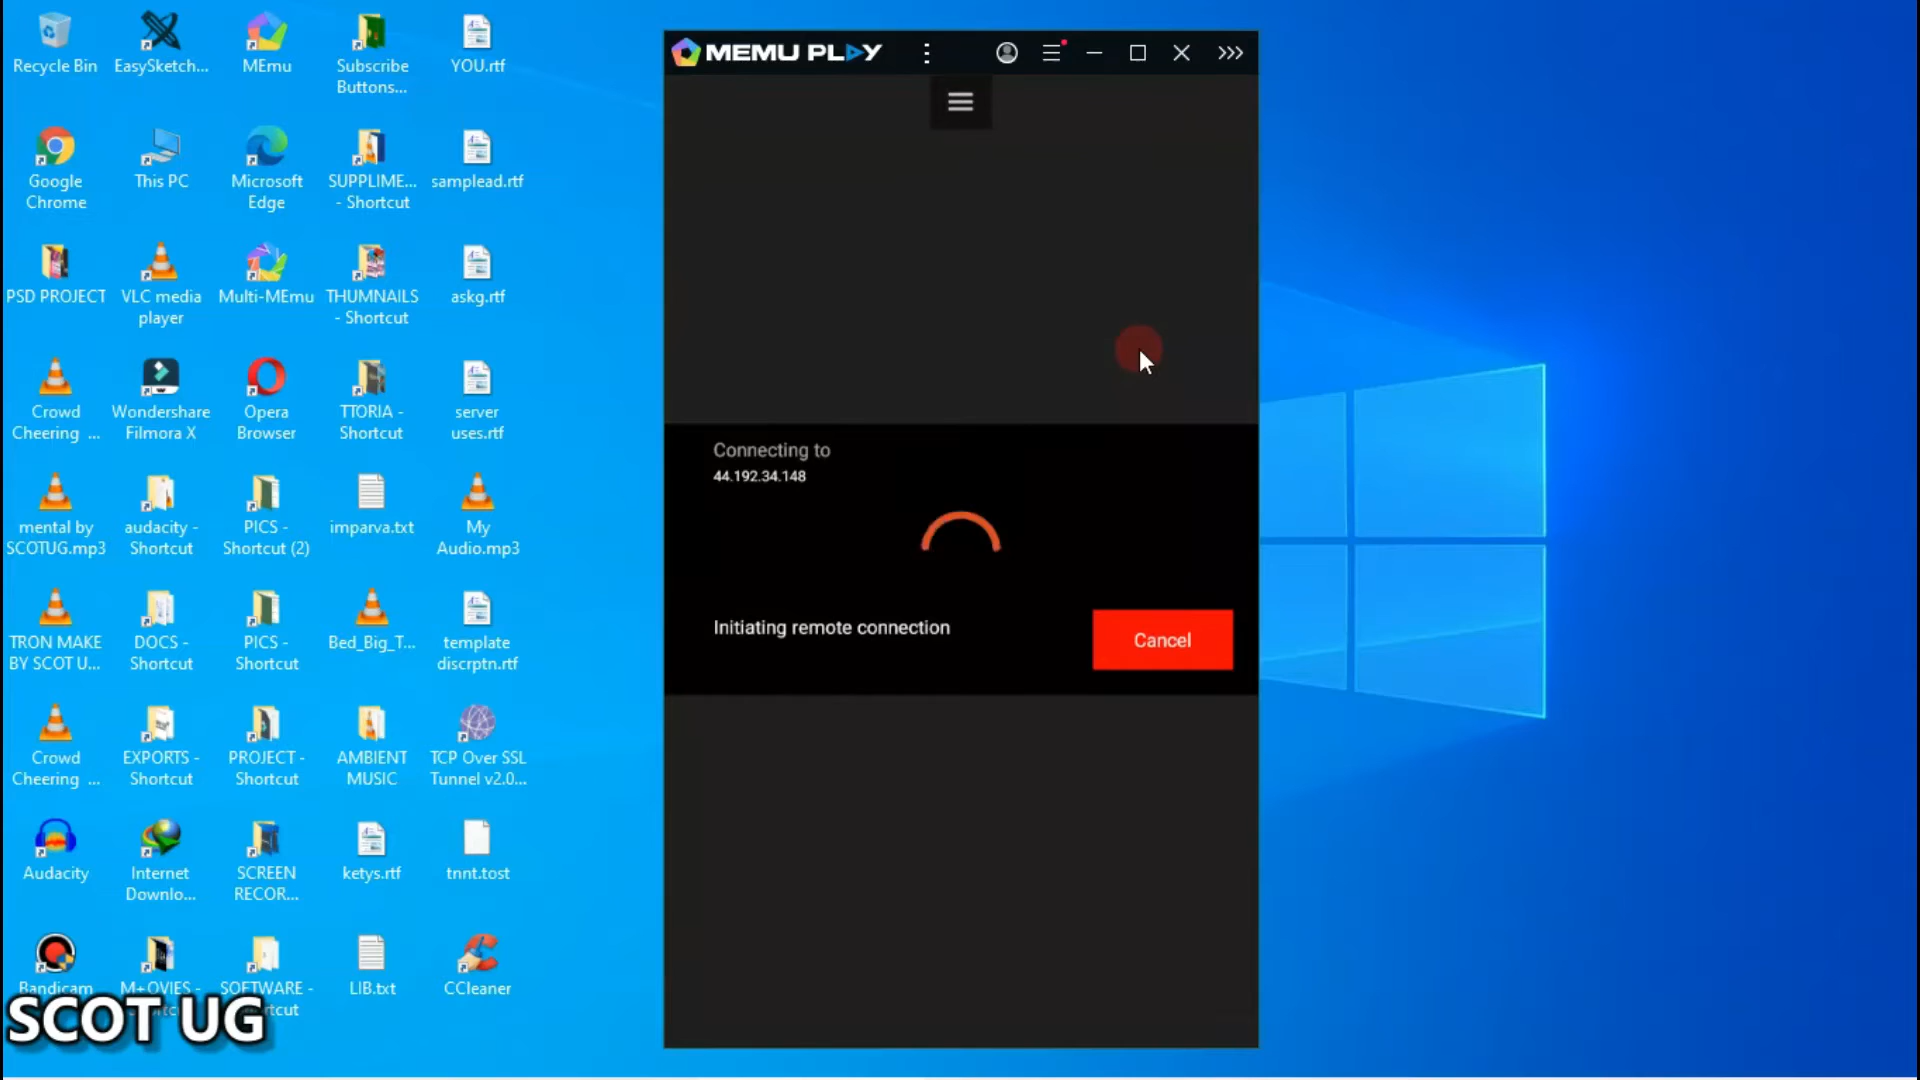 Recycle Bin
EasySketch...
MEmu
Subscribe
Buttons...
YOU.rtf
Google
Chrome
This PC
Microsoft
Edge
SUPPLIME...
- Shortcut
samplead.rtf
PSD PROJECT
VLC media
player
Multi-MEmu
THUMNAILS
- Shortcut
askg.rtf
Crowd
Cheering ...
Wondershare
Filmora X
Opera
Browser
TTORIA -
Shortcut
server
uses.rtf
mental by
SCOTUG.mp3
audacity -
Shortcut
PICS -
Shortcut (2)
imparva.txt
My
Audio.mp3
TRON MAKE
BY SCOT U...
DOCS -
Shortcut
PICS -
Shortcut
Bed_Big_T...
template
discrptn.rtf
Crowd
Cheering ...
EXPORTS -
Shortcut
PROJECT -
Shortcut
AMBIENT
MUSIC
TCP Over SSL
Tunnel v2.0...
Audacity
Internet
Downlo...
SCREEN
RECOR...
ketys.rtf
tnnt.tost
Bandicam
M+OVIES -
SOFTWARE -
LIB.txt
CCleaner
SCOT UG
MEMU PLAY
Connecting to
44.192.34.148
Initiating remote connection
Cancel